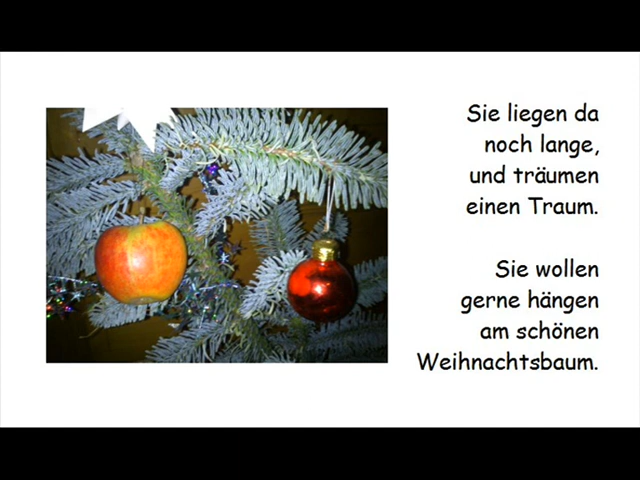 Sie liegen da
noch lange,
und träumen
einen Traum.
Sie wollen
gerne hängen
am schönen
Weihnachtsbaum.